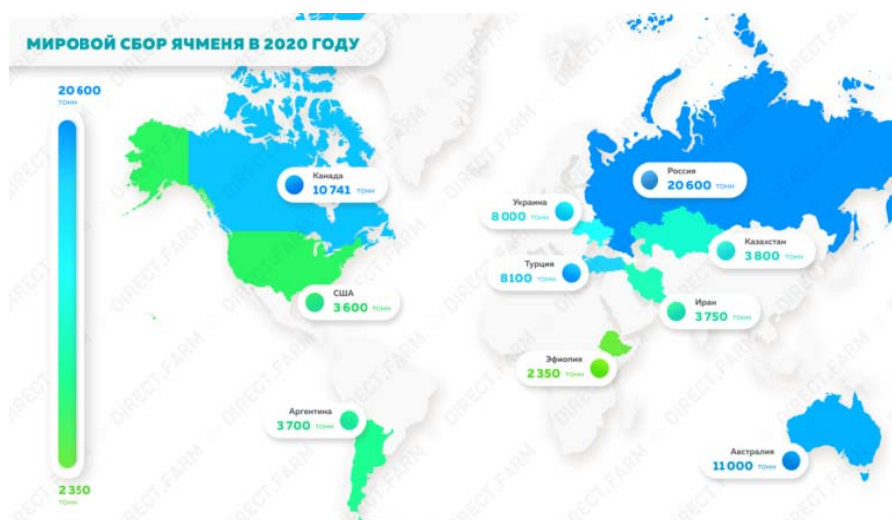 МИРОВОЙ СБОР ЯЧМЕНЯ В 2020 ГОДУ
20 600
ТОНН
Канада
10 741 ТОНН
Россия
20 600 ТОНН
Украина
8 000 ТОНН
Казахстан
3 800 ТОНН
Турция
8100 ТОНН
США
3 600 ТОНН
Иран
3 750 ТОНН
Эфиопия
2 350 ТОНН
Аргентина
3 700 ТОНН
Австралия
11 000 ТОНН
2 350
ТОНН
DIRECT.FARM